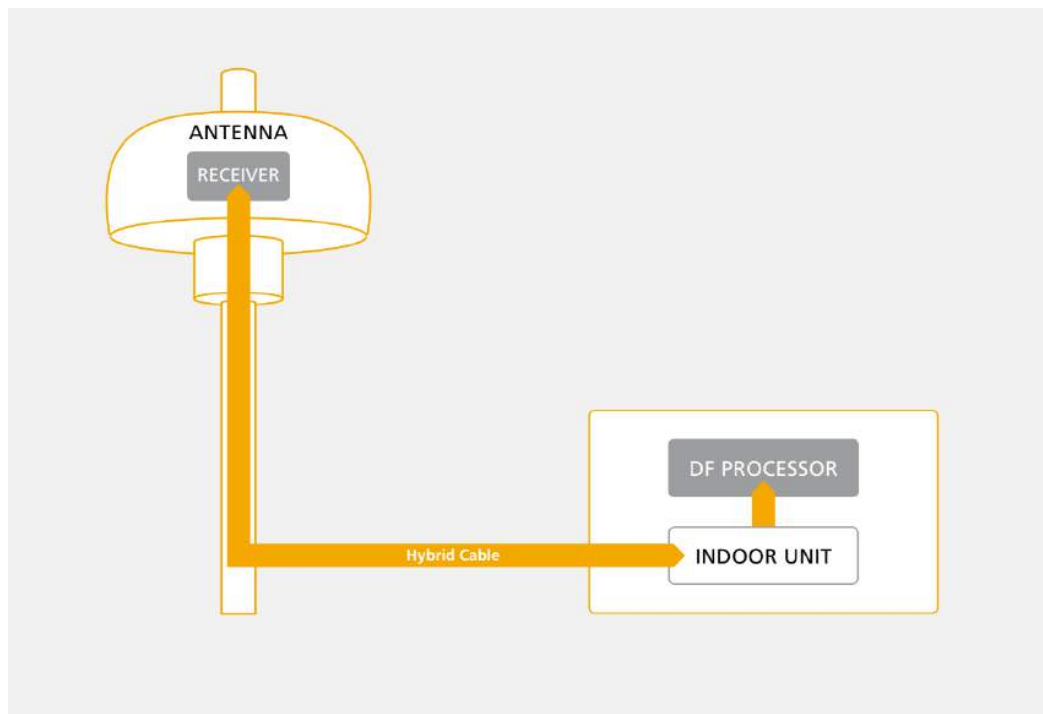 ANTENNA
RECEIVER
DF PROCESSOR
Hybrid Cable
INDOOR UNIT